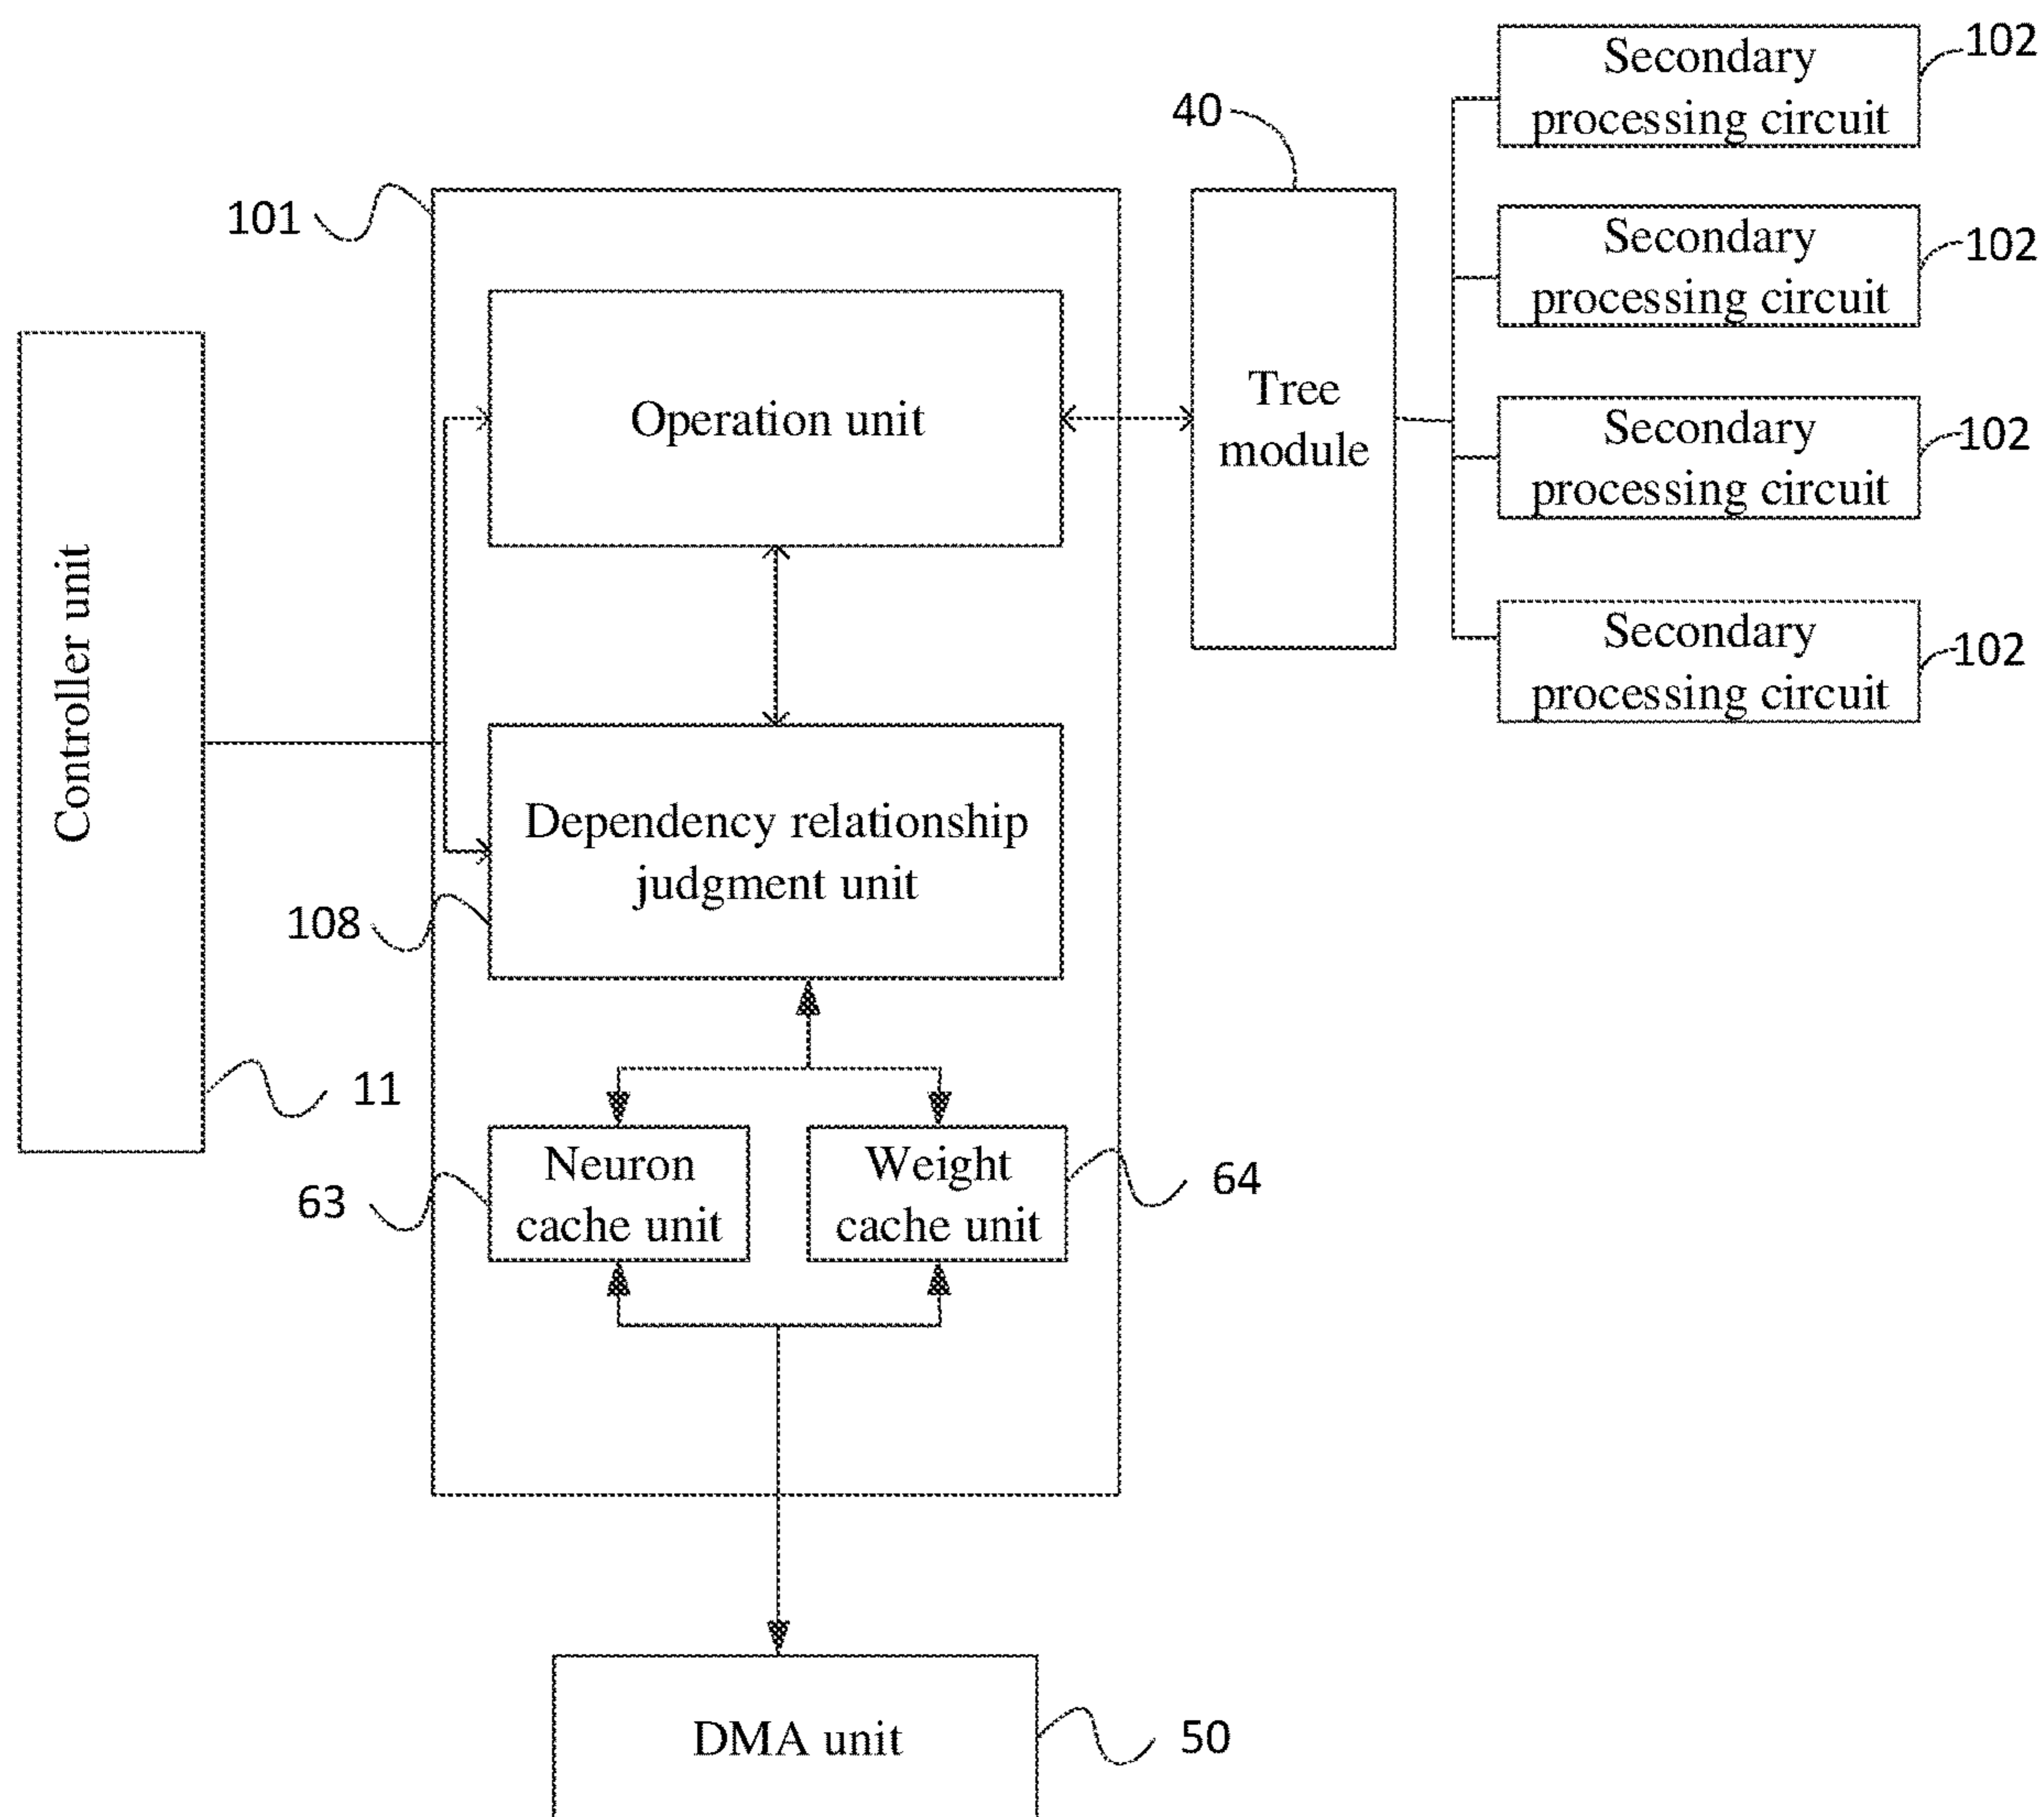 Secondary
processing circuit
102
40
Secondary
processing circuit
102
101
Tree
module
Operation unit
Secondary
processing circuit
102
Controller unit
Secondary
processing circuit
102
Dependency relationship
judgment unit
108
11
Neuron
cache unit
63
Weight
cache unit
64
DMA unit
50